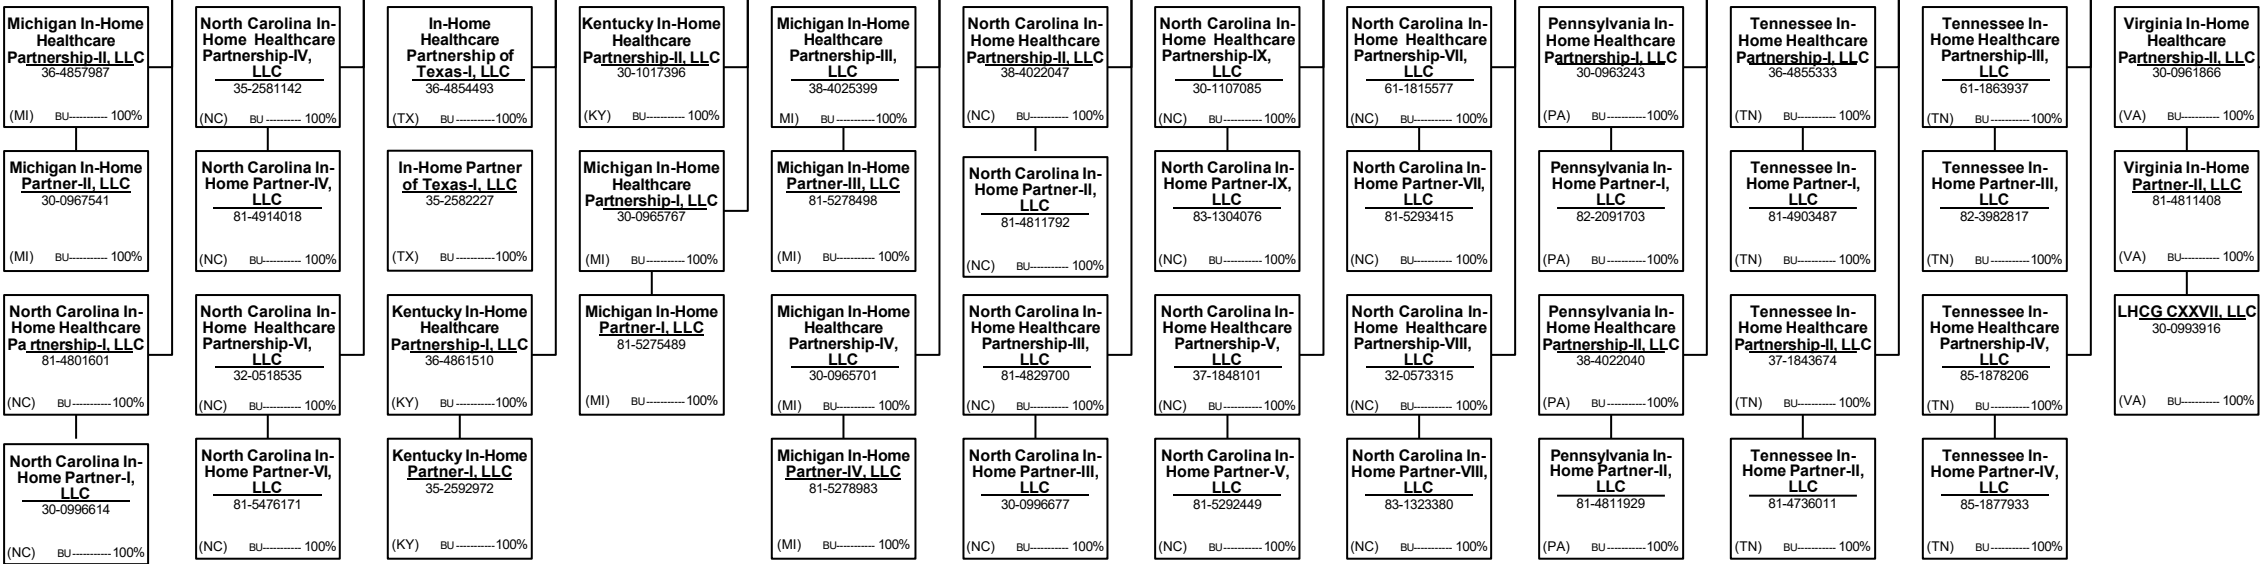 Michigan In-Home
Healthcare
Partnership-II, LLC
36-4857987
(MI) BU----------- 100%
Michigan In-Home
Partner-II, LLC
30-0967541
(MI) BU----------- 100%
North Carolina In-
Home Healthcare
Pa rtnership-I, LLC
81-4801601
(NC) BU----------- 100%
North Carolina In-
Home Partner-I,
LLC
30-0996614
(NC) BU----------- 100%
North Carolina In-
Home Healthcare
Partnership-IV,
LLC
35-2581142
(NC) BU----------- 100%
North Carolina In-
Home Partner-IV,
LLC
81-4914018
(NC) BU----------- 100%
North Carolina In-
Home Healthcare
Partnership-VI,
LLC
32-0518535
(NC) BU----------- 100%
North Carolina In-
Home Partner-VI,
LLC
81-5476171
(NC) BU----------- 100%
In-Home
Healthcare
Partnership of
Texas-I, LLC
36-4854493
(TX) BU-----------100%
In-Home Partner
of Texas-I, LLC
35-2582227
(TX) BU-----------100%
Kentucky In-Home
Healthcare
Partnership-I, LLC
36-4861510
(KY) BU-----------100%
Kentucky In-Home
Partner-I, LLC
35-2592972
(KY) BU-----------100%
Kentucky In-Home
Healthcare
Partnership-II, LLC
30-1017396
(KY) BU----------- 100%
Michigan In-Home
Healthcare
Partnership-I, LLC
30-0965767
(MI) BU-----------100%
Michigan In-Home
Partner-I, LLC
81-5275489
(MI) BU-----------100%
Michigan In-Home
Healthcare
Partnership-III,
LLC
38-4025399
MI) BU-----------100%
Michigan In-Home
Partner-III, LLC
81-5278498
(MI) BU----------- 100%
Michigan In-Home
Healthcare
Partnership-IV,
LLC
30-0965701
(MI) BU----------- 100%
Michigan In-Home
Partner-IV, LLC
81-5278983
(MI) BU----------- 100%
North Carolina In-
Home Healthcare
Partnership-II, LLC
38-4022047
(NC) BU----------- 100%
North Carolina In-
Home Partner-II,
LLC
81-4811792
(NC) BU----------- 100%
North Carolina In-
Home Healthcare
Partnership-III,
LLC
81-4829700
(NC) BU----------- 100%
North Carolina In-
Home Partner-III,
LLC
30-0996677
(NC) BU----------- 100%
North Carolina In-
Home Healthcare
Partnership-IX,
LLC
30-1107085
(NC) BU----------- 100%
North Carolina In-
Home Partner-IX,
LLC
83-1304076
(NC) BU-----------100%
North Carolina In-
Home Healthcare
Partnership-V,
LLC
37-1848101
(NC) BU----------- 100%
North Carolina In-
Home Partner-V,
LLC
81-5292449
(NC) BU----------- 100%
North Carolina In-
Home Healthcare
Partnership-VII,
LLC
61-1815577
(NC) BU----------- 100%
North Carolina In-
Home Partner-VII,
LLC
81-5293415
(NC) BU----------- 100%
North Carolina In-
Home Healthcare
Partnership-VIII,
LLC
32-0573315
(NC) BU----------- 100%
North Carolina In-
Home Partner-VIII,
LLC
83-1323380
(NC) BU----------- 100%
Pennsylvania In-
Home Healthcare
Partnership-I, LLC
30-0963243
(PA) BU-----------100%
Pennsylvania In-
Home Partner-I,
LLC
82-2091703
(PA) BU-----------100%
Pennsylvania In-
Home Healthcare
Partnership-II, LLC
38-4022040
(PA) BU-----------100%
Pennsylvania In-
Home Partner-II,
LLC
81-4811929
(PA) BU----------- 100%
Tennessee In-
Home Healthcare
Partnership-I, LLC
36-4855333
(TN) BU----------- 100%
Tennessee In-
Home Partner-I,
LLC
81-4903487
(TN) BU----------- 100%
Tennessee In-
Home Healthcare
Partnership-II, LLC
37-1843674
(TN) BU----------- 100%
Tennessee In-
Home Partner-II,
LLC
81-4736011
(TN) BU----------- 100%
Tennessee In-
Home Healthcare
Partnership-III,
LLC
61-1863937
(TN) BU----------- 100%
Tennessee In-
Home Partner-III,
LLC
82-3982817
(TN) BU----------- 100%
Tennessee In-
Home Healthcare
Partnership-IV,
LLC
85-1878206
(TN) BU----------- 100%
Tennessee In-
Home Partner-IV,
LLC
85-1877933
(TN) BU----------- 100%
Virginia In-Home
Healthcare
Partnership-II, LLC
30-0961866
(VA) BU----------- 100%
Virginia In-Home
Partner-II, LLC
81-4811408
(VA) BU----------- 100%
LHCG CXXVII, LLC
30-0993916
(VA) BU----------- 100%